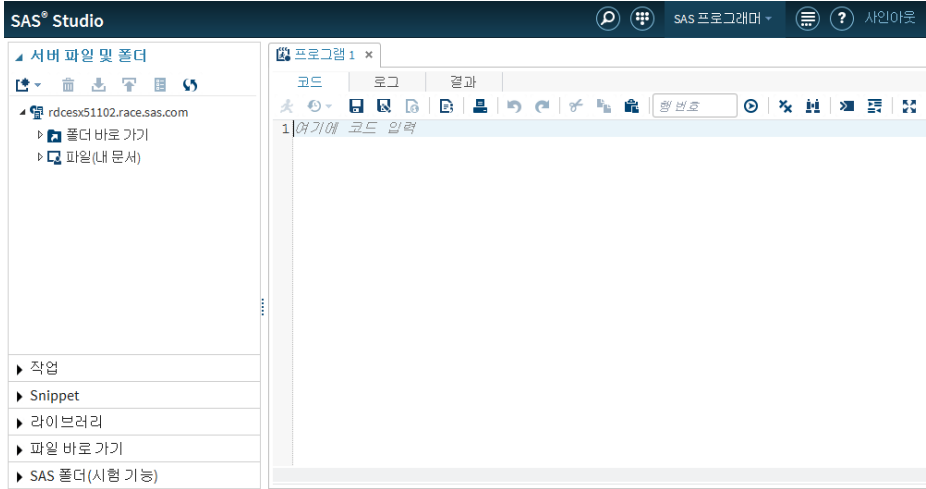 SAS® Studio
SAS 프로그래머
사인아웃
서버 파일 및 폴더
rdcesx51102.race.sas.com
폴더 바로 가기
파일(내 문서)
작업
Snippet
라이브러리
파일 바로 가기
SAS 폴더(시험 기능)
프로그램 1
코드 로그 결과
행 번호
1 여기에 코드 입력